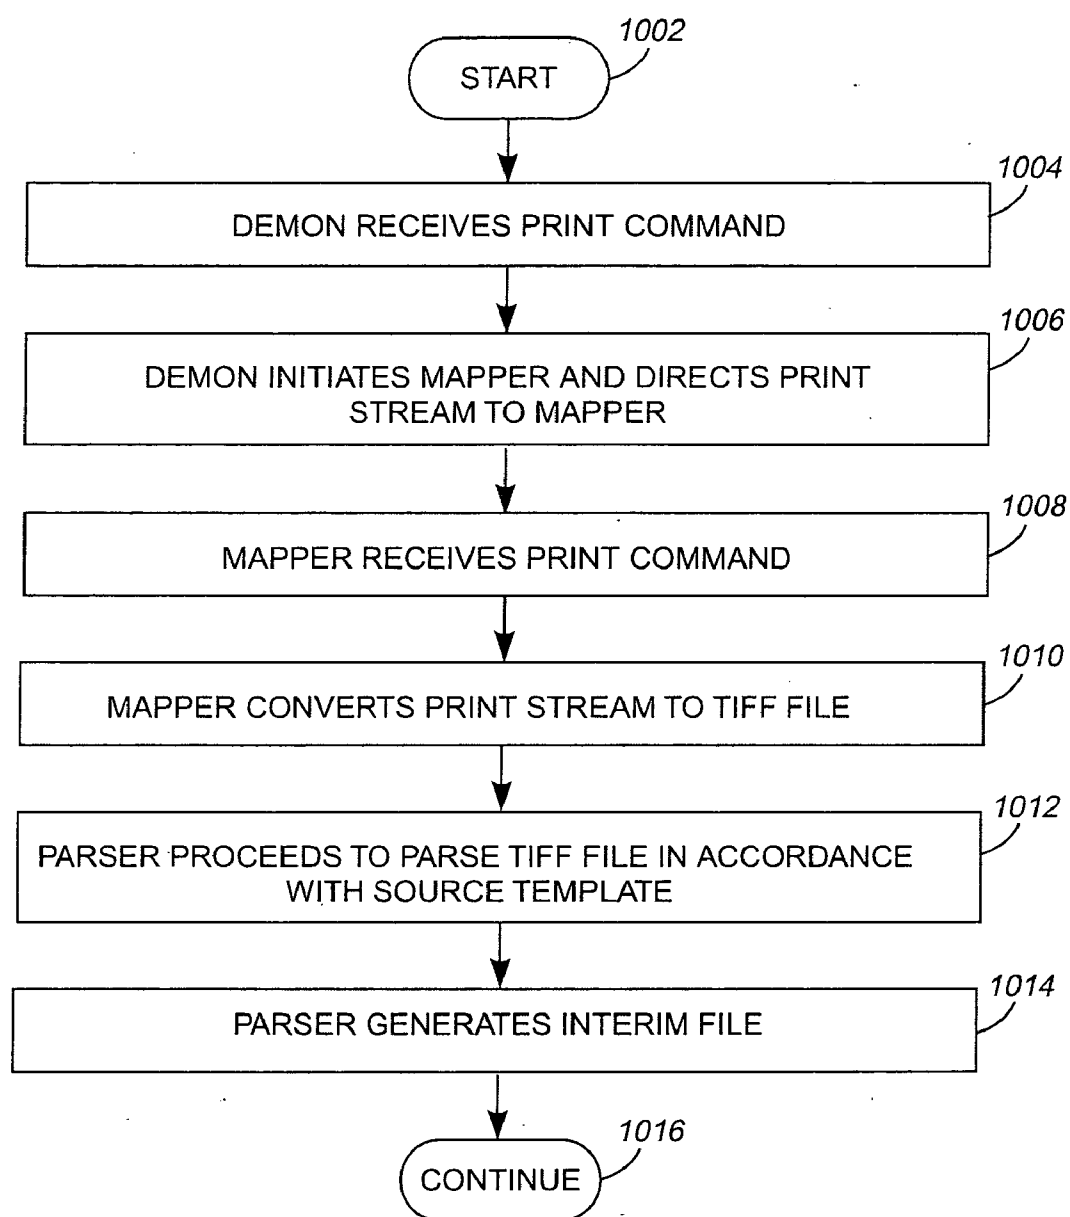 1002
START
1004
DEMON RECEIVES PRINT COMMAND
1006
DEMON INITIATES MAPPER AND DIRECTS PRINT
STREAM TO MAPPER
1008
MAPPER RECEIVES PRINT COMMAND
1010
MAPPER CONVERTS PRINT STREAM TO TIFF FILE
1012
PARSER PROCEEDS TO PARSE TIFF FILE IN ACCORDANCE
WITH SOURCE TEMPLATE
1014
PARSER GENERATES INTERIM FILE
1016
CONTINUE